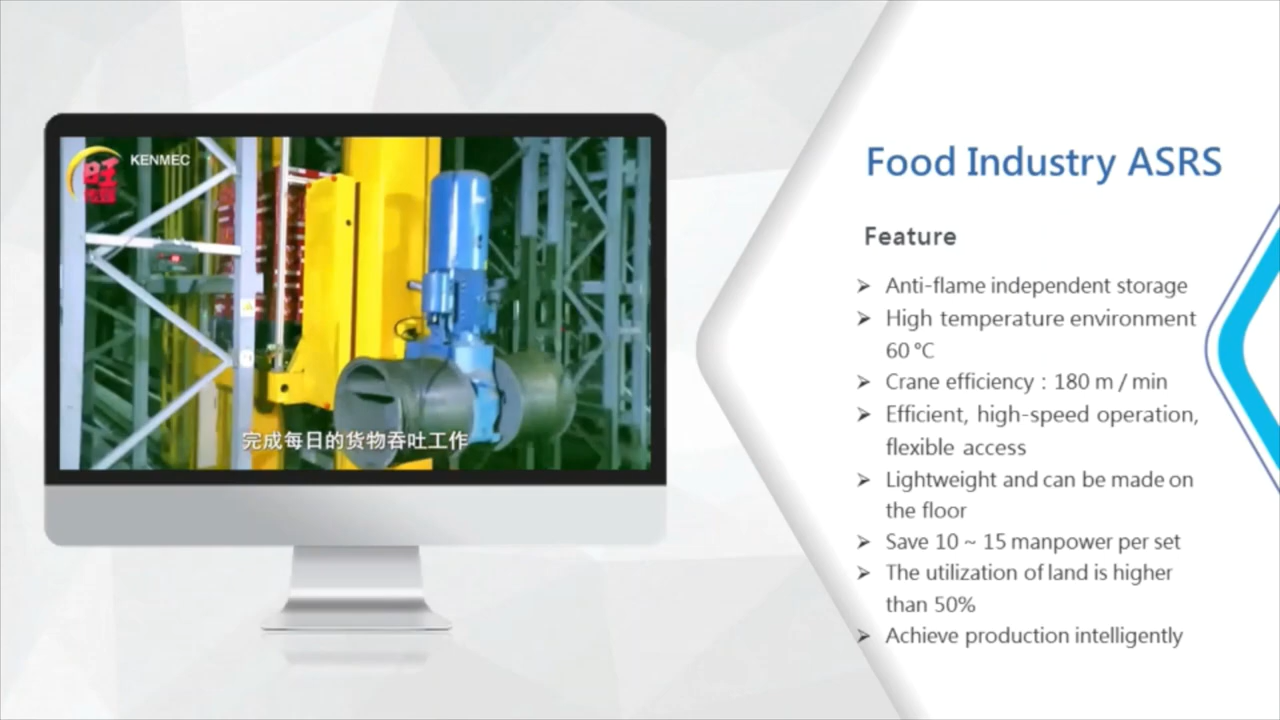 旺
KENMEC
完成每日的货物吞吐工作
Food Industry ASRS
Feature
➢ Anti-flame independent storage
➢ High temperature environment
60 °C
➢ Crane efficiency : 180 m / min
➢ Efficient, high-speed operation,
flexible access
➢ Lightweight and can be made on
the floor
➢ Save 10 ~ 15 manpower per set
➢ The utilization of land is higher
than 50%
➢ Achieve production intelligently